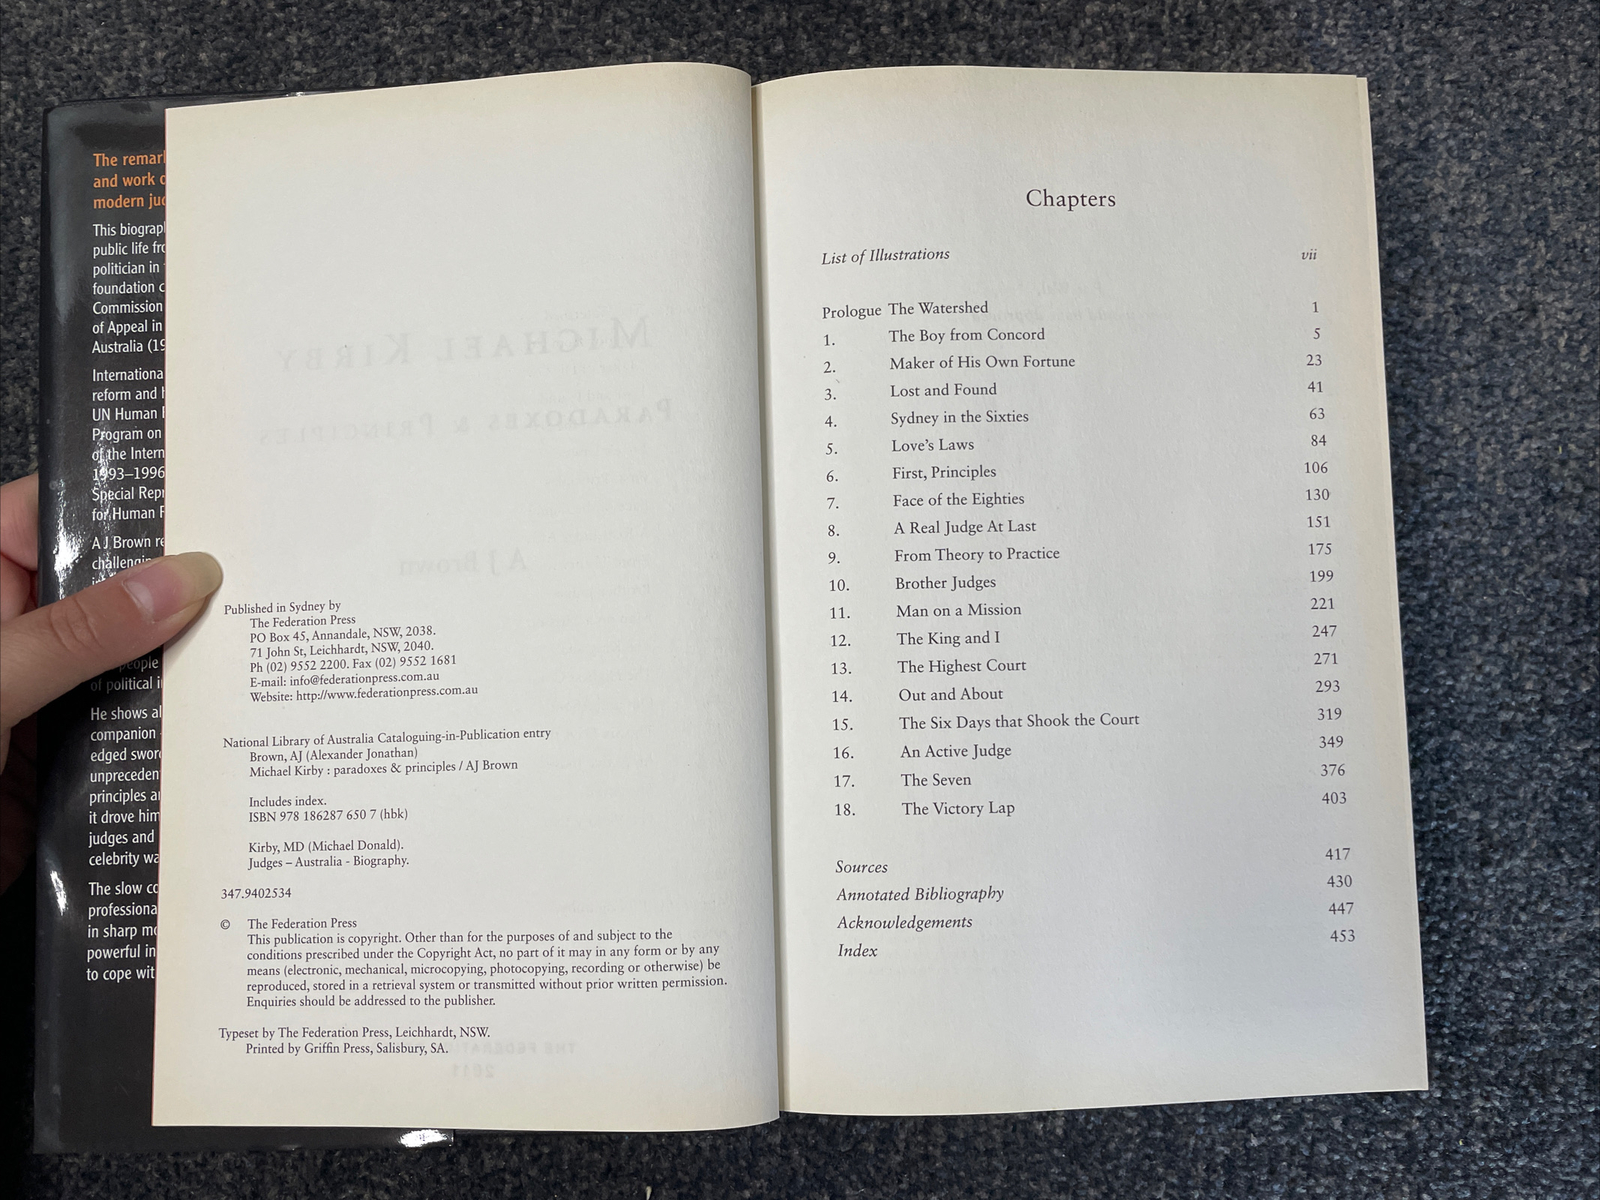 The remar
and work o
modern jud
This biograp
public life fro
politician in
foundation c
Commission
of Appeal in
Australia (19
Internationa
reform and h
UN Human R
Program on
of the Intern
1993–1996
Special Repr
for Human R
A J Brown re
challenging
people
of political i
He shows al
companion
edged swor
unpreceden
principles a
it drove him
judges and
celebrity wa
The slow co
professiona
in sharp mo
powerful in
to cope wit
MICHAEL KIRBY
PARADOXES & PRINCIPLES
A J Brown
Published in Sydney by
The Federation Press
PO Box 45, Annandale, NSW, 2038.
71 John St, Leichhardt, NSW, 2040.
Ph (02) 9552 2200. Fax (02) 9552 1681
E-mail: info@federationpress.com.au
Website: http://www.federationpress.com.au
National Library of Australia Cataloguing-in-Publication entry
Brown, AJ (Alexander Jonathan)
Michael Kirby : paradoxes & principles / AJ Brown
Includes index.
ISBN 978 186287 650 7 (hbk)
Kirby, MD (Michael Donald).
Judges – Australia - Biography.
347.9402534
© The Federation Press
This publication is copyright. Other than for the purposes of and subject to the
conditions prescribed under the Copyright Act, no part of it may in any form or by any
means (electronic, mechanical, microcopying, photocopying, recording or otherwise) be
reproduced, stored in a retrieval system or transmitted without prior written permission.
Enquiries should be addressed to the publisher.
Typeset by The Federation Press, Leichhardt, NSW.
Printed by Griffin Press, Salisbury, SA.
THE FEDERATION
2011
Chapters
List of Illustrations vii
Prologue The Watershed 1
1. The Boy from Concord 5
2. Maker of His Own Fortune 23
3. Lost and Found 41
4. Sydney in the Sixties 63
5. Love's Laws 84
6. First, Principles 106
7. Face of the Eighties 130
8. A Real Judge At Last 151
9. From Theory to Practice 175
10. Brother Judges 199
11. Man on a Mission 221
12. The King and I 247
13. The Highest Court 271
14. Out and About 293
15. The Six Days that Shook the Court 319
16. An Active Judge 349
17. The Seven 376
18. The Victory Lap 403
Sources 417
Annotated Bibliography 430
Acknowledgements 447
Index 453